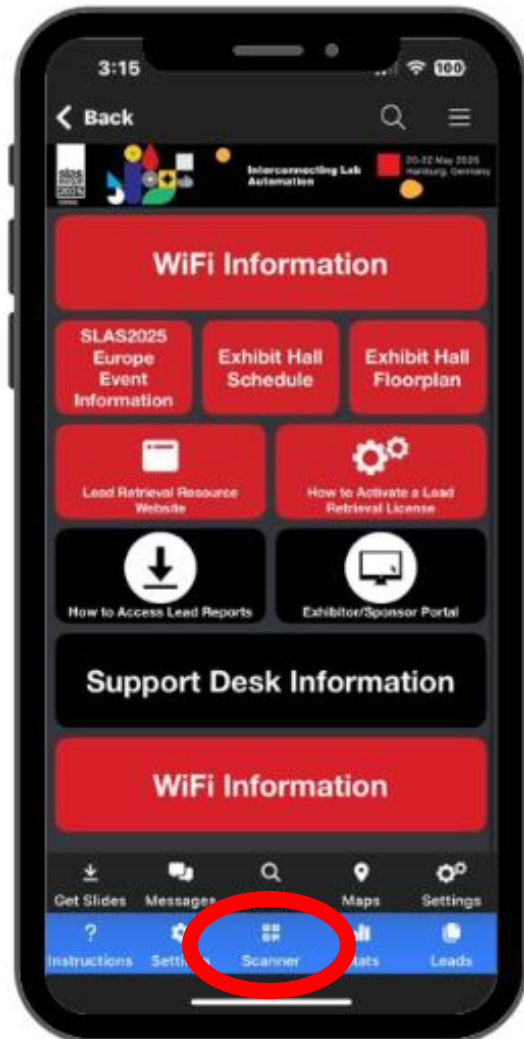 3:15
100
Back
slas
2025
Interconnecting Lab
Automation
20-22 May 2025
Hamburg, Germany
WiFi Information
SLAS2025
Europe
Event
Information
Exhibit Hall
Schedule
Exhibit Hall
Floorplan
Lead Retrieval Resource
Website
How to Activate a Lead
Retrieval License
How to Access Lead Reports
Exhibitor/Sponsor Portal
Support Desk Information
WiFi Information
Get Slides
Messages
Maps
Settings
Instructions
Scanner
Leads